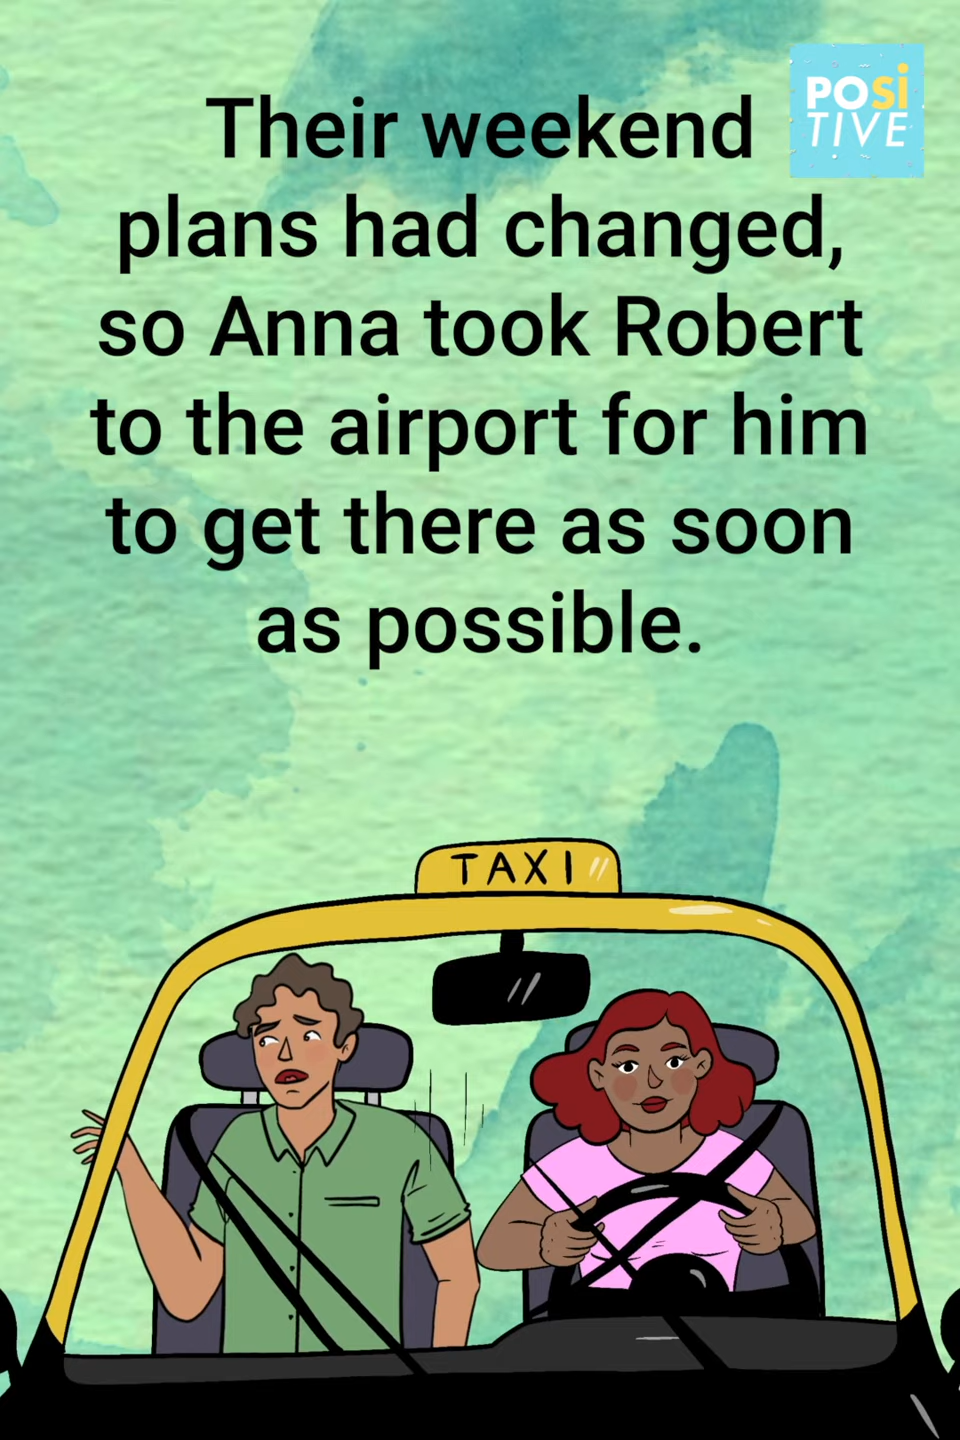 POSi
TIVE
Their weekend
plans had changed,
so Anna took Robert
to the airport for him
to get there as soon
as possible.
TAXI